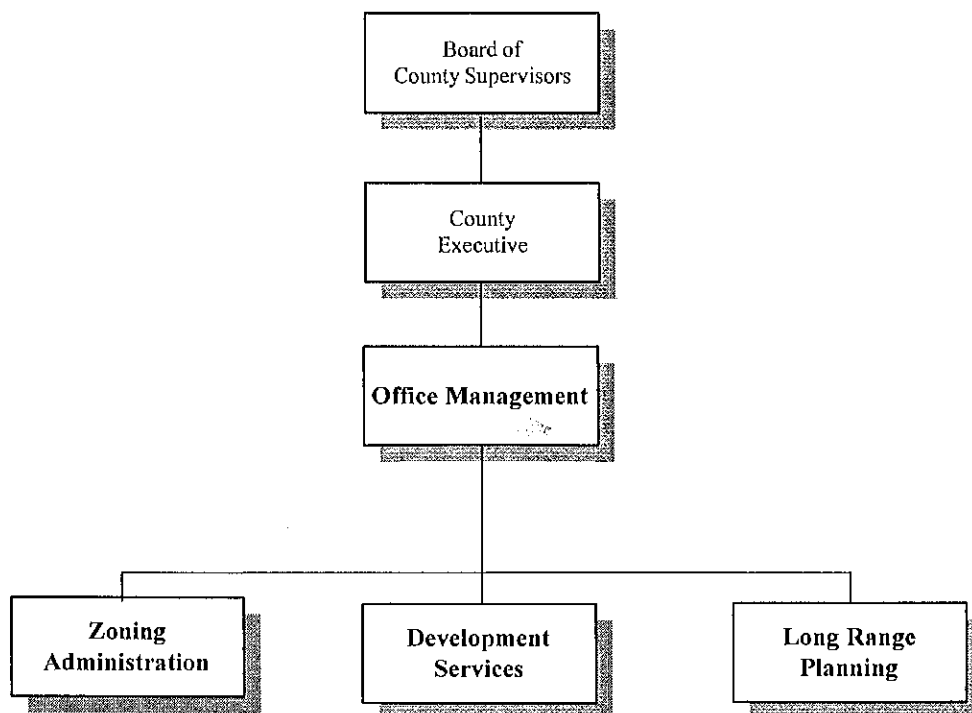 Board of
County Supervisors
County
Executive
Office Management
Zoning
Administration
Development
Services
Long Range
Planning